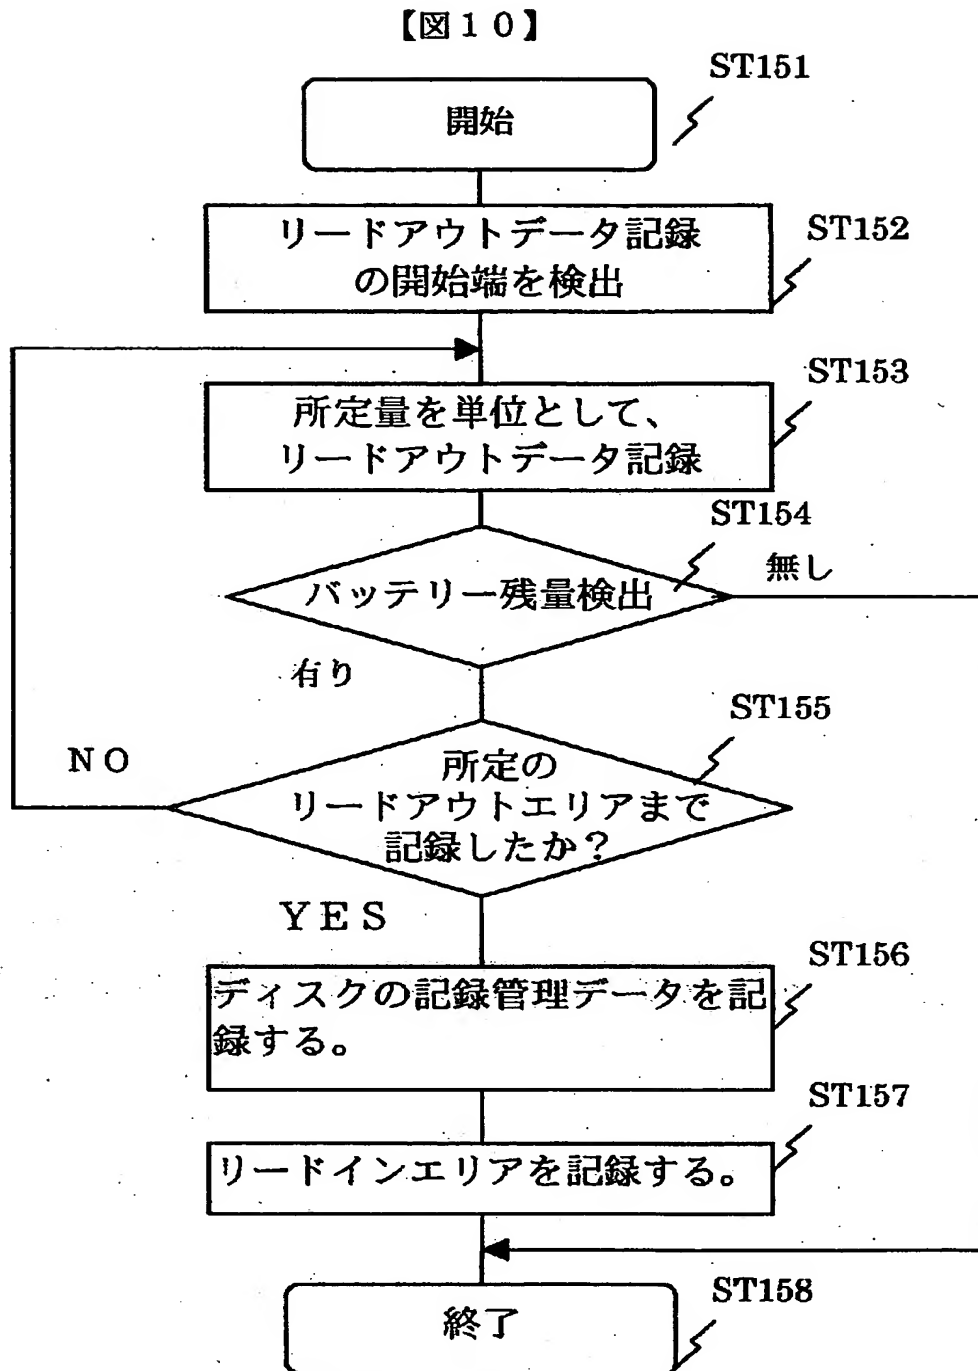 【図１０】
ST151
開始
リードアウトデータ記録
の開始端を検出
ST152
所定量を単位として、
リードアウトデータ記録
ST153
ST154
バッテリー残量検出
無し
有り
ST155
所定の
リードアウトエリアまで
記録したか？
ＮＯ
ＹＥＳ
ディスクの記録管理データを記
録する。
ST156
リードインエリアを記録する。
ST157
終了
ST158